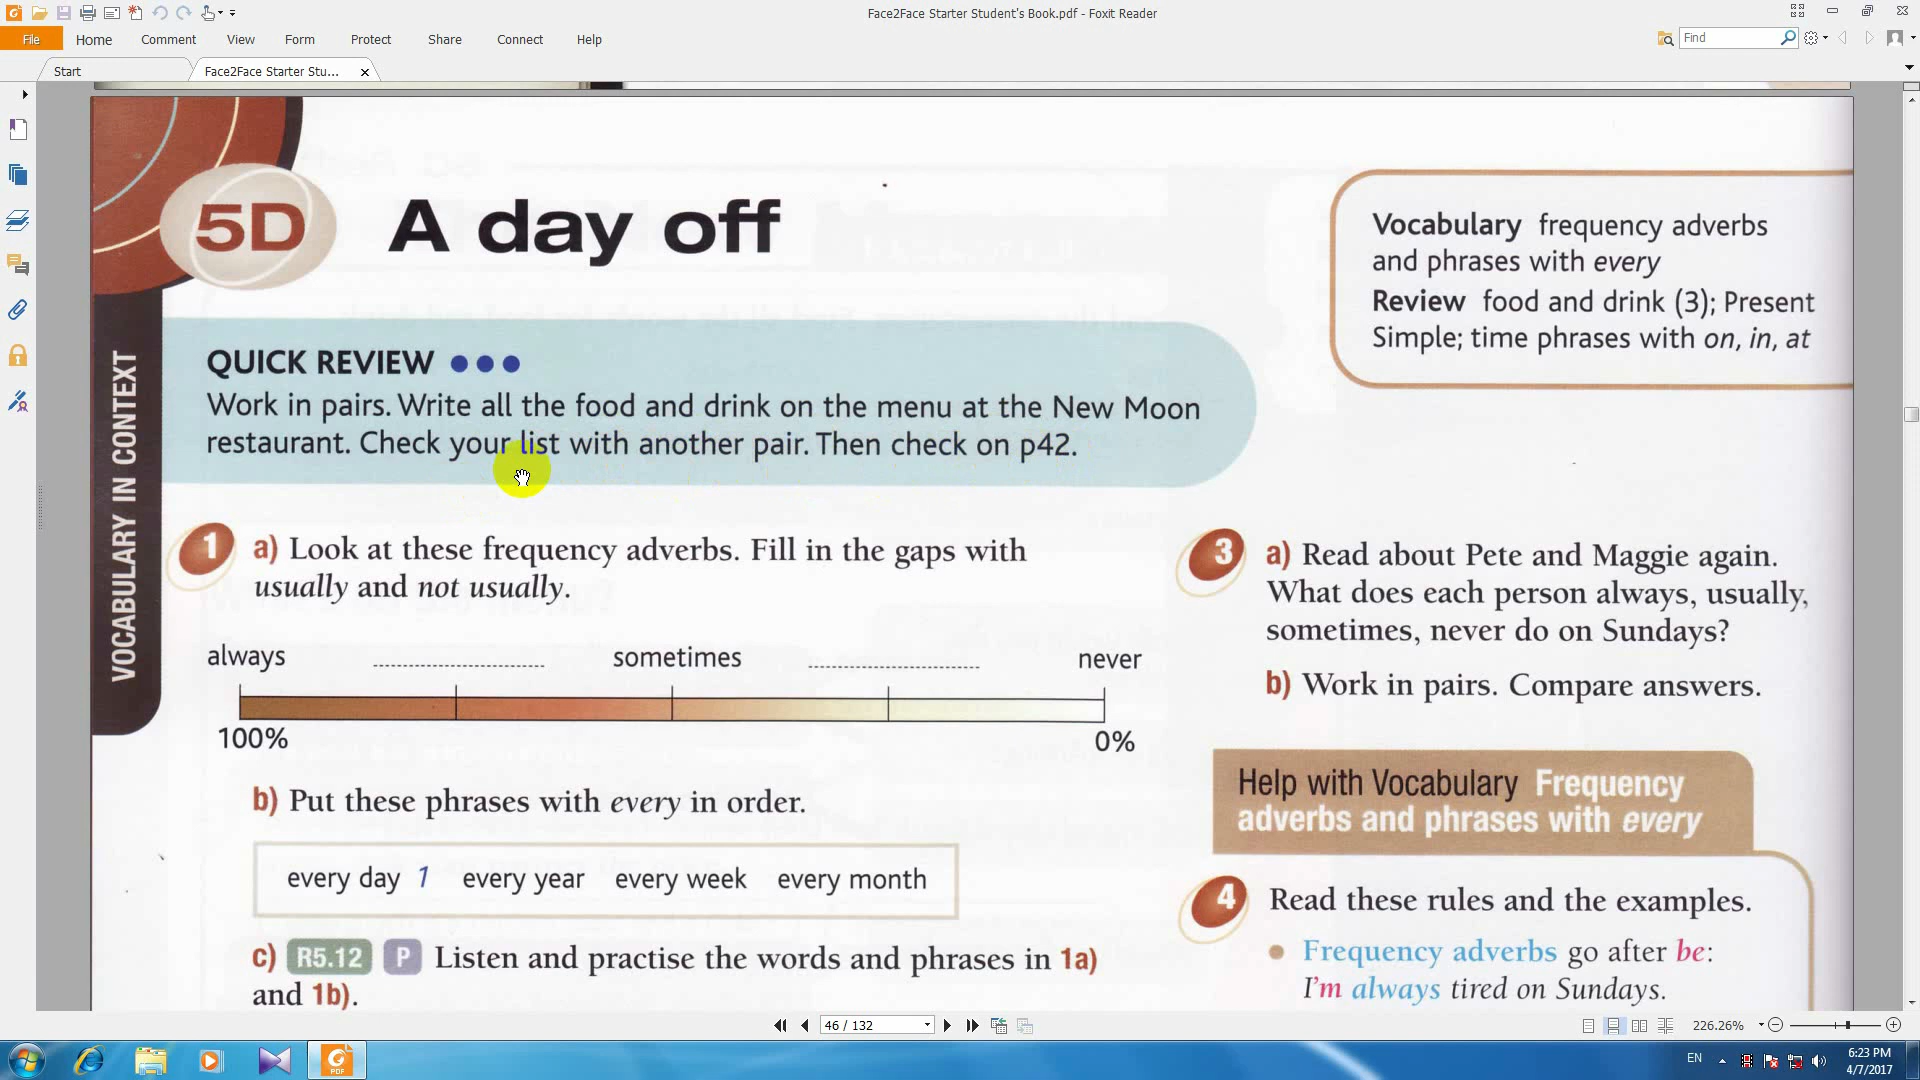 Face2Face Starter Student's Book.pdf - Foxit Reader
File Home Comment View Form Protect Share Connect Help
Find
Start
Face2Face Starter Stu... x
5D A day off
Vocabulary frequency adverbs
and phrases with every
Review food and drink (3); Present
Simple; time phrases with on, in, at
VOCABULARY IN CONTEXT
QUICK REVIEW
Work in pairs. Write all the food and drink on the menu at the New Moon
restaurant. Check your list with another pair. Then check on p42.
1 a) Look at these frequency adverbs. Fill in the gaps with
usually and not usually.
always ........................ sometimes ........................ never
100% 0%
b) Put these phrases with every in order.
every day 1 every year every week every month
c) R5.12 P Listen and practise the words and phrases in 1a)
and 1b).
3 a) Read about Pete and Maggie again.
What does each person always, usually,
sometimes, never do on Sundays?
b) Work in pairs. Compare answers.
Help with Vocabulary Frequency
adverbs and phrases with every
4 Read these rules and the examples.
Frequency adverbs go after be:
I'm always tired on Sundays.
46 / 132
226.26%
PDF
EN
6:23 PM
4/7/2017